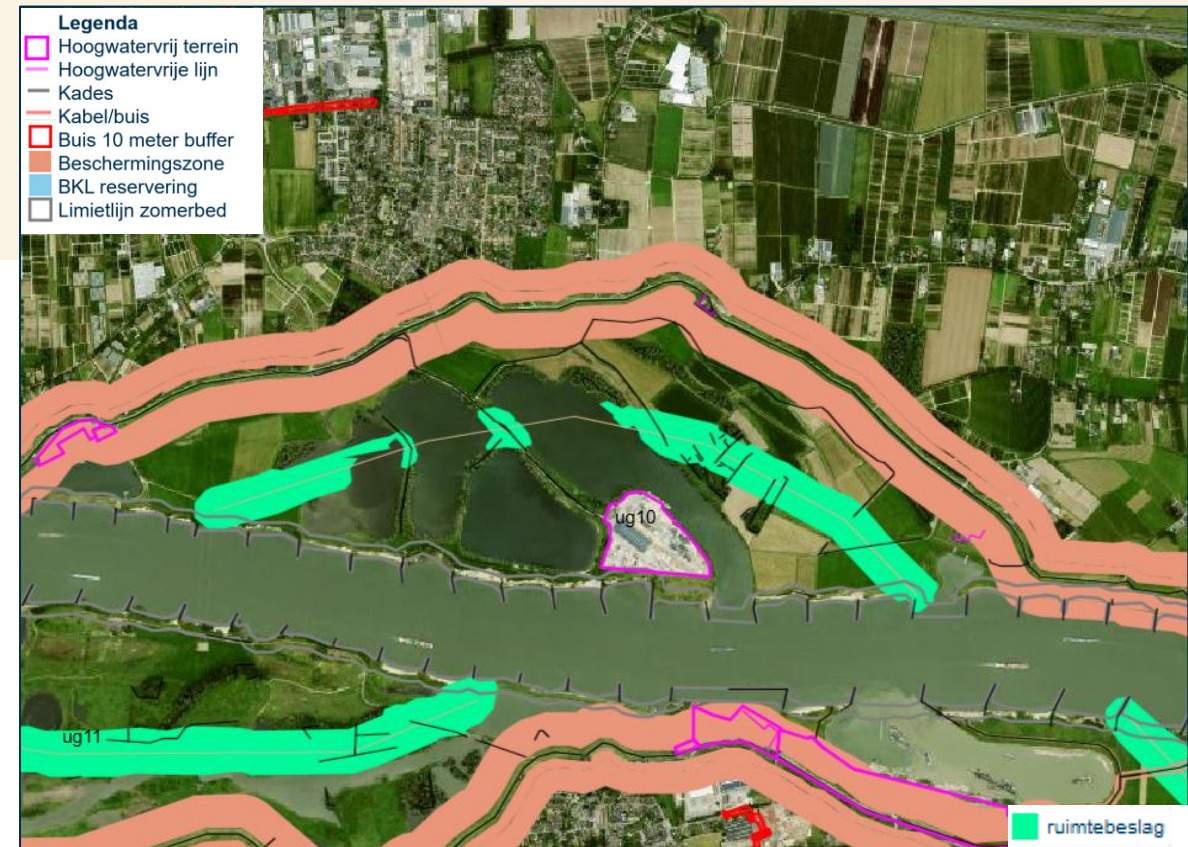 Legenda
Hoogwatervrij terrein
Hoogwatervrije lijn
Kades
Kabel/buis
Buis 10 meter buffer
Beschermingszone
BKL reservering
Limietlijn zomerbed
ug10
ug11
ruimtebeslag